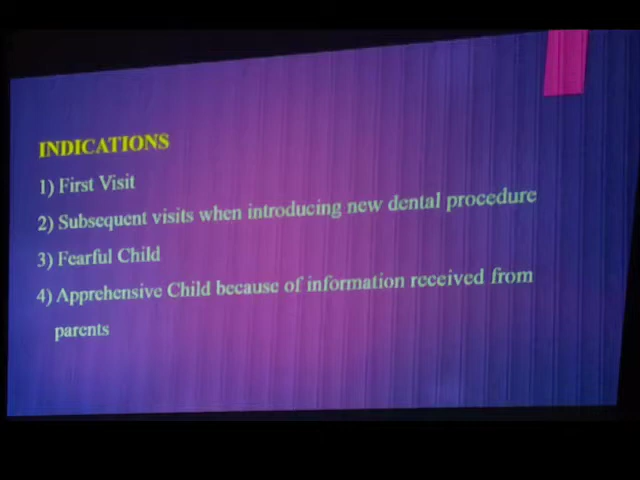 INDICATIONS
1) First Visit
2) Subsequent visits when introducing new dental procedure
3) Fearful Child
4) Apprehensive Child because of information received from
parents